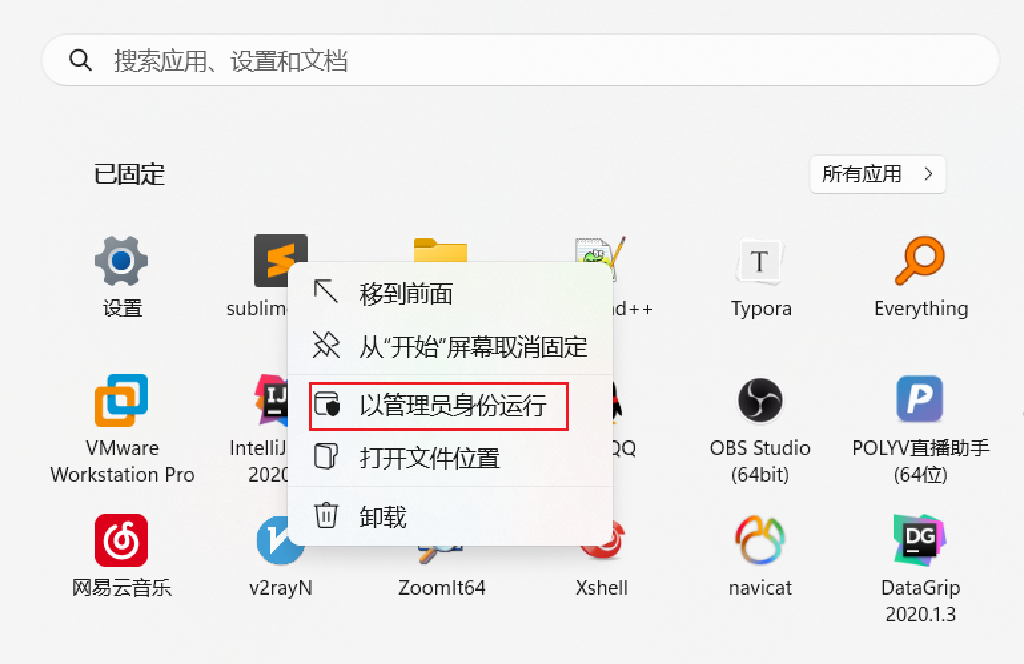 搜索应用、设置和文档
已固定
所有应用
设置
sublim
d++
T
Typora
Everything
移到前面
从“开始”屏幕取消固定
以管理员身份运行
打开文件位置
卸载
VMware
Workstation Pro
IJ
IntelliJ
2020
QQ
OBS Studio
(64bit)
P
POLYV直播助手
(64位)
网易云音乐
v2rayN
ZoomIt64
Xshell
navicat
DG
DataGrip
2020.1.3